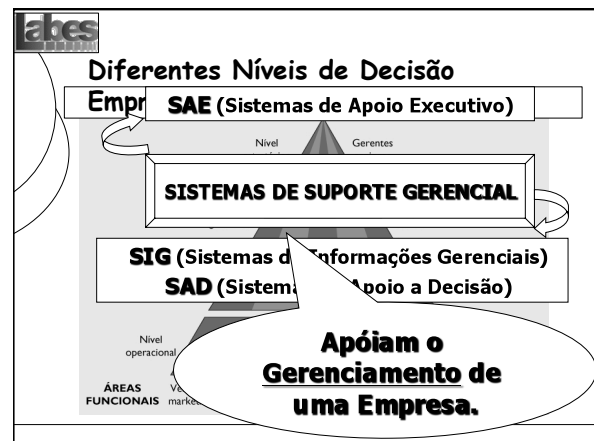 Labes
Diferentes Níveis de Decisão
Empr
SAE (Sistemas de Apoio Executivo)
Nível
Gerentes
SISTEMAS DE SUPORTE GERENCIAL
SIG (Sistemas d Informações Gerenciais)
SAD (Sistema Apoio a Decisão)
Nível
operacional
Apóiam o
Gerenciamento de
uma Empresa.
ÁREAS
FUNCIONAIS